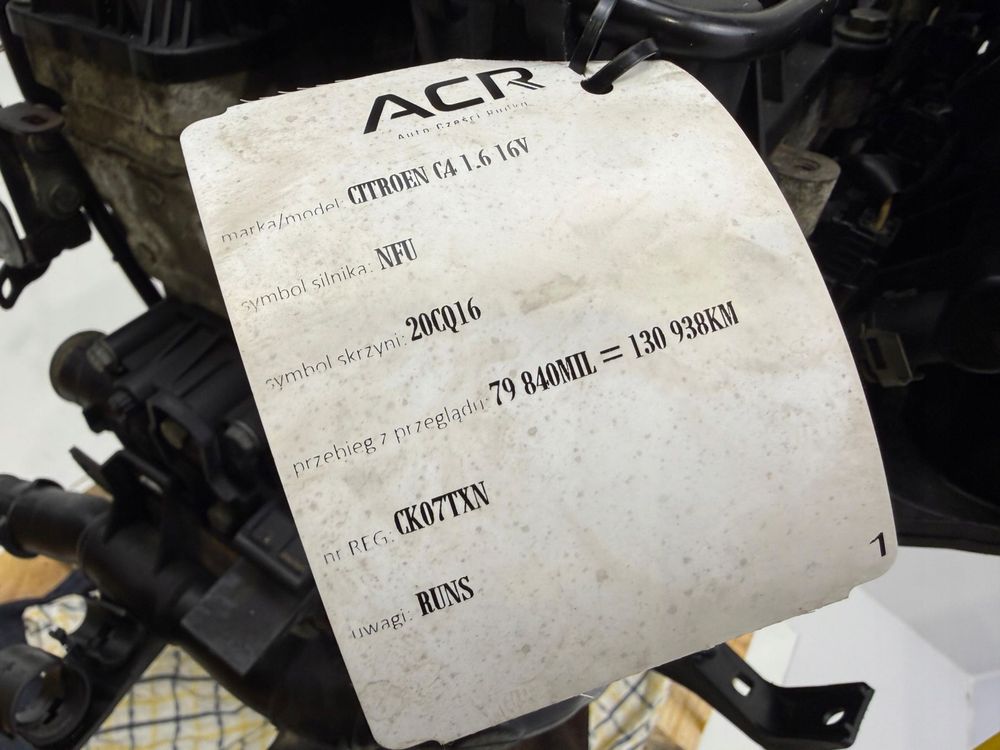 ACR
Auto Części Rudka
marka/model: CITROEN C4 1.6 16V
symbol silnika: NFU
symbol skrzyni: 20CQ16
przebieg z przeglądu: 79 840MIL = 130 938KM
nr REG: CK07TXN
uwagi: RUNS
1